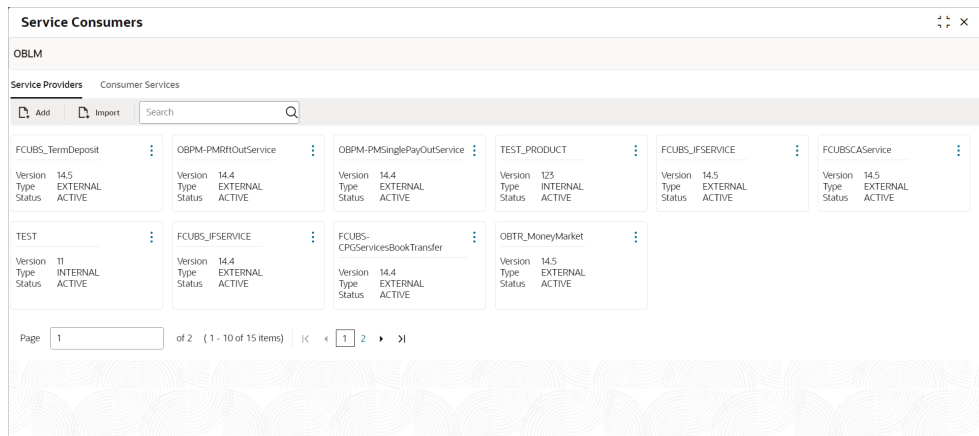 Service Consumers
OBLM
Service Providers Consumer Services
Add Import Search
FCUBS_TermDeposit
Version 14.5
Type EXTERNAL
Status ACTIVE
OBPM-PMRftOutService
Version 14.4
Type EXTERNAL
Status ACTIVE
OBPM-PMSinglePayOutService
Version 14.4
Type EXTERNAL
Status ACTIVE
TEST_PRODUCT
Version 123
Type INTERNAL
Status ACTIVE
FCUBS_IFSERVICE
Version 14.5
Type EXTERNAL
Status ACTIVE
FCUBSCAService
Version 14.5
Type EXTERNAL
Status ACTIVE
TEST
Version 11
Type INTERNAL
Status ACTIVE
FCUBS_IFSERVICE
Version 14.4
Type EXTERNAL
Status ACTIVE
FCUBS-
CPGServicesBookTransfer
Version 14.4
Type EXTERNAL
Status ACTIVE
OBTR_MoneyMarket
Version 14.5
Type EXTERNAL
Status ACTIVE
Page 1 of 2 ( 1 - 10 of 15 items) 1 2